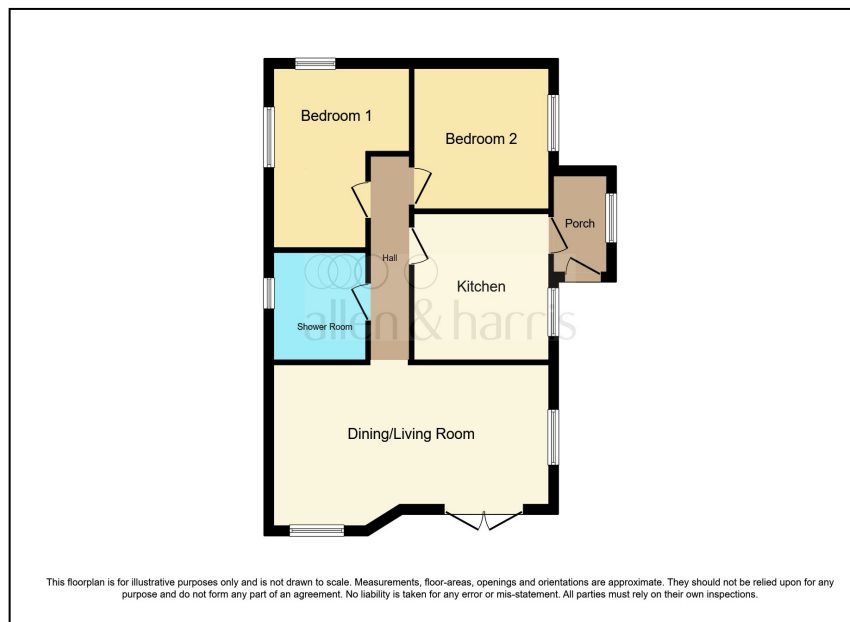 Bedroom 1
Bedroom 2
Porch
Hall
Kitchen
Shower Room
allen & harris
Dining/Living Room
This floorplan is for illustrative purposes only and is not drawn to scale. Measurements, floor-areas, openings and orientations are approximate. They should not be relied upon for any
purpose and do not form any part of an agreement. No liability is taken for any error or mis-statement. All parties must rely on their own inspections.